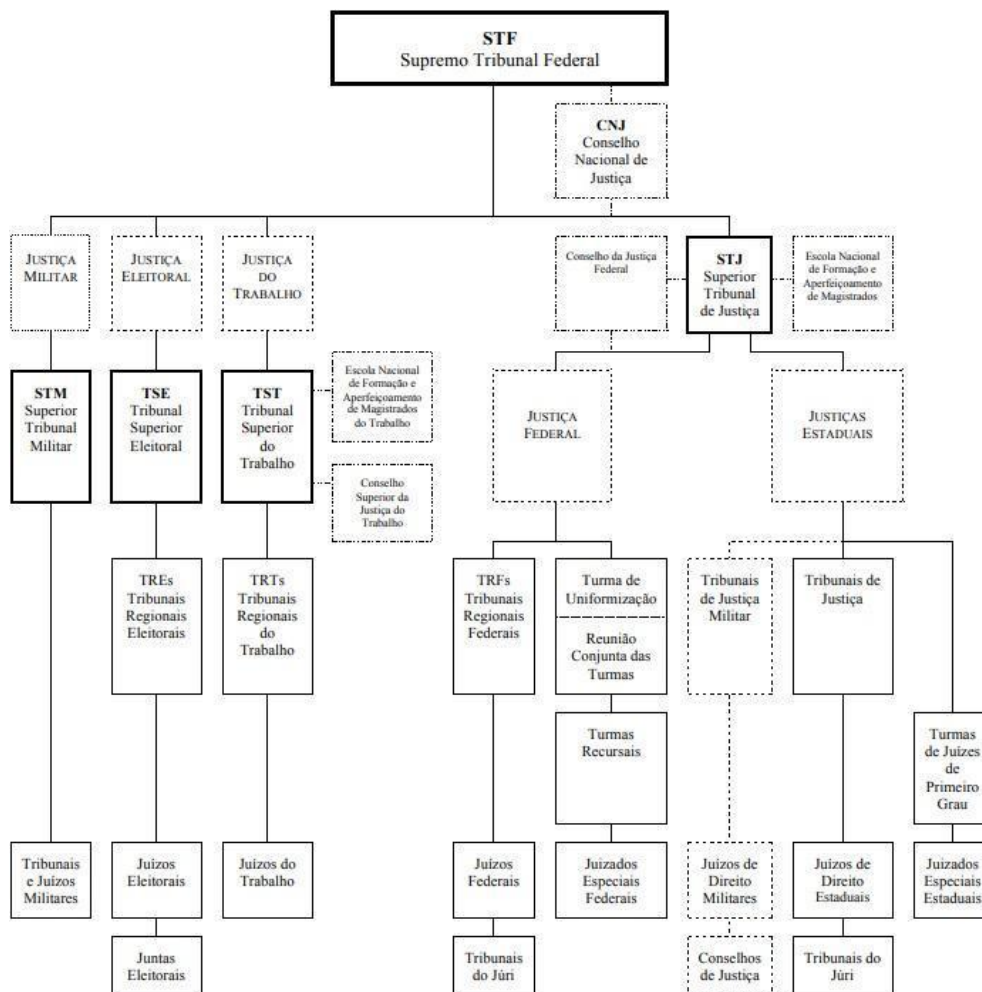 STF
Supremo Tribunal Federal
CNJ
Conselho
Nacional de
Justiça
JUSTIÇA
MILITAR
JUSTIÇA
ELEITORAL
JUSTIÇA
DO
TRABALHO
Conselho da Justiça
Federal
STJ
Superior
Tribunal
de Justiça
Escola Nacional
de Formação e
Aperfeiçoamento
de Magistrados
STM
Superior
Tribunal
Militar
TSE
Tribunal
Superior
Eleitoral
TST
Tribunal
Superior
do
Trabalho
Escola Nacional
de Formação e
Aperfeiçoamento
de Magistrados
do Trabalho
Conselho
Superior da
Justiça do
Trabalho
JUSTIÇA
FEDERAL
JUSTIÇAS
ESTADUAIS
TREs
Tribunais
Regionais
Eleitorais
TRTs
Tribunais
Regionais
do
Trabalho
TRFs
Tribunais
Regionais
Federais
Turma de
Uniformização
Reunião
Conjunta das
Turmas
Tribunais
de Justiça
Militar
Tribunais de
Justiça
Turmas
Recursais
Turmas
de Juízes
de
Primeiro
Grau
Tribunais
e Juízos
Militares
Juízos
Eleitorais
Juízos do
Trabalho
Juízos
Federais
Juizados
Especiais
Federais
Juízos de
Direito
Militares
Juízos de
Direito
Estaduais
Juizados
Especiais
Estaduais
Juntas
Eleitorais
Tribunais
do Júri
Conselhos
de Justiça
Tribunais do
Júri